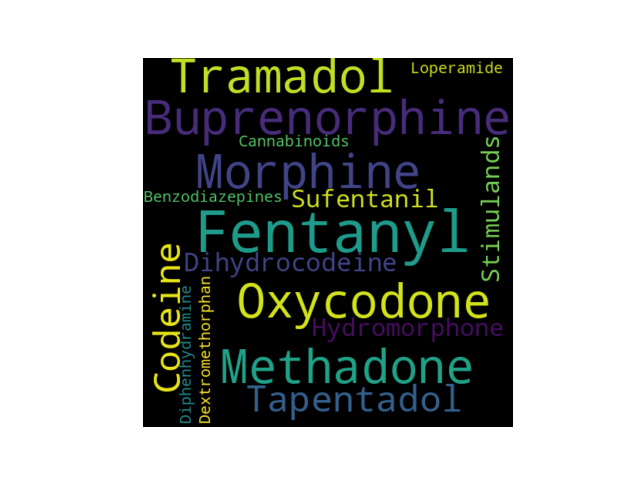 Tramadol
Loperamide
Buprenorphine
Cannabinoids
Stimulands
Morphine
Benzodiazepines
Sufentanil
Fentanyl
Dihydrocodeine
Codeine
Oxycodone
Diphenhydramine
Dextromethorphan
Hydromorphone
Methadone
Tapentadol